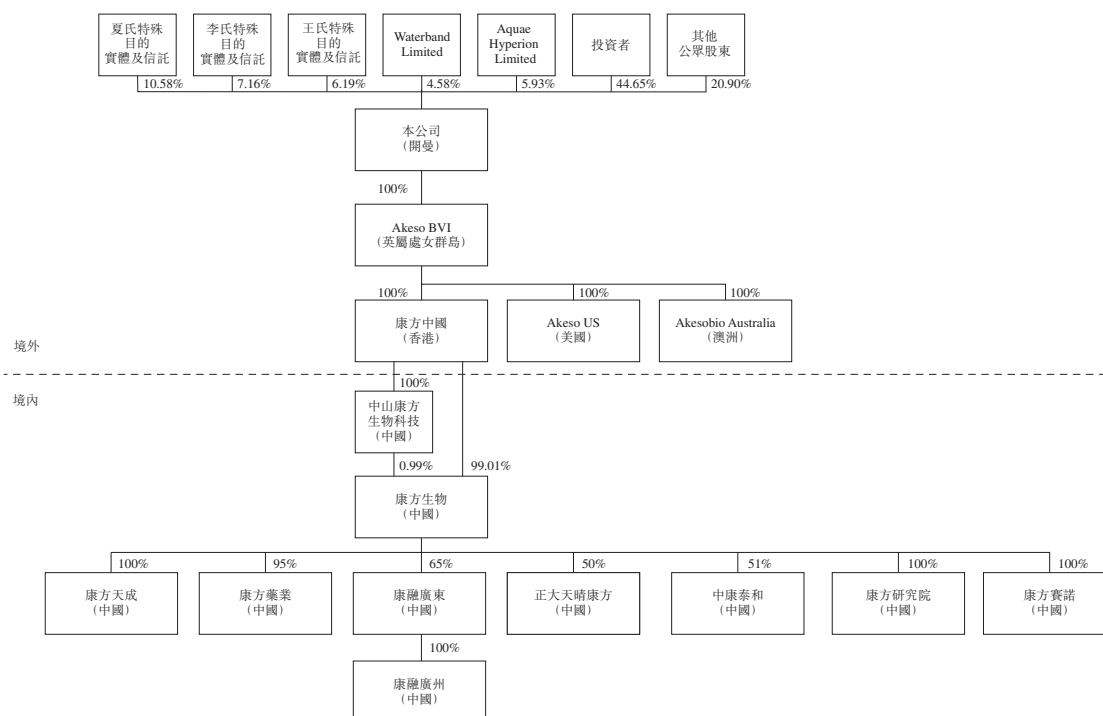 夏氏特殊
目的
實體及信託
李氏特殊
目的
實體及信託
王氏特殊
目的
實體及信託
Waterband
Limited
Aquae
Hyperion
Limited
投資者
其他
公眾股東
10.58%
7.16%
6.19%
4.58%
5.93%
44.65%
20.90%
本公司
（開曼）
100%
Akeso BVI
（英屬處女群島）
100%
100%
100%
康方中國
（香港）
Akeso US
（美國）
Akesobio Australia
（澳洲）
境外
境內
100%
中山康方
生物科技
（中國）
0.99%
99.01%
康方生物
（中國）
100%
95%
65%
50%
51%
100%
100%
康方天成
（中國）
康方藥業
（中國）
康融廣東
（中國）
正大天晴康方
（中國）
中康泰和
（中國）
康方研究院
（中國）
康方賽諾
（中國）
100%
康融廣州
（中國）